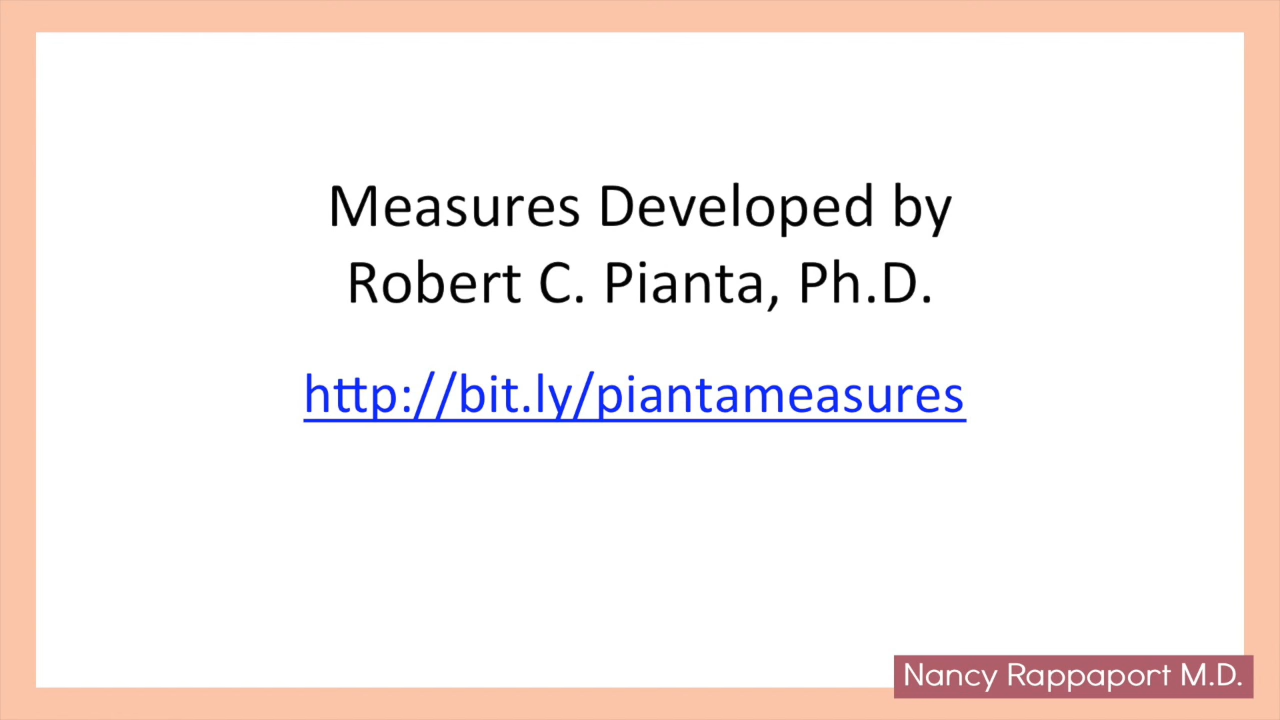 Measures Developed by
Robert C. Pianta, Ph.D.
http://bit.ly/piantameasures
Nancy Rappaport M.D.